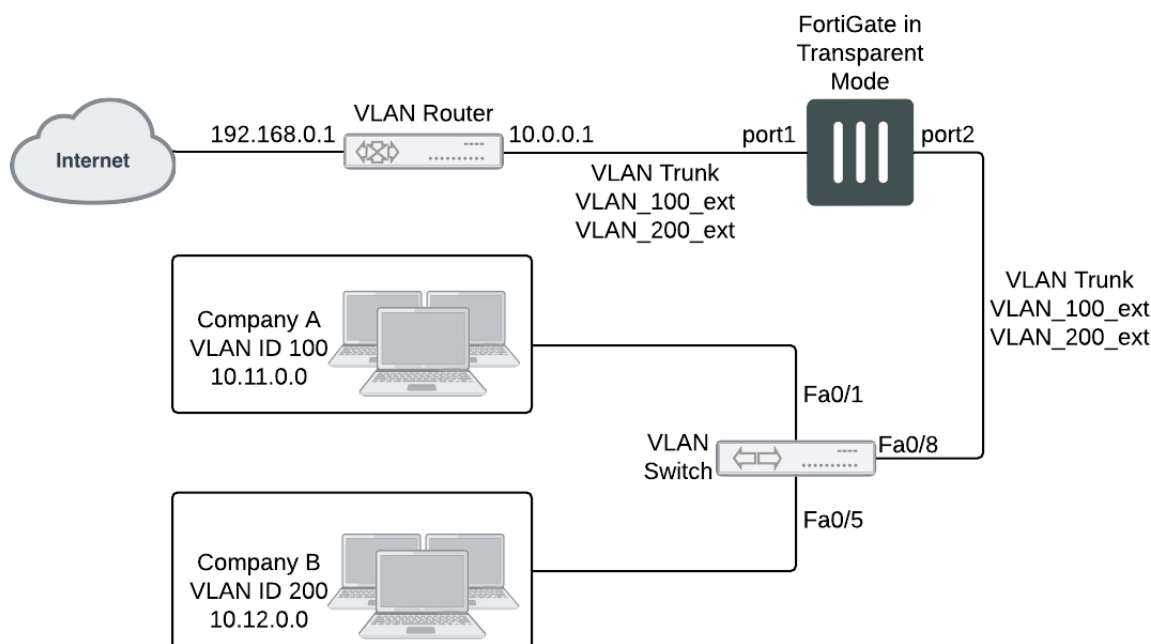 FortiGate in
Transparent
Mode
VLAN Router
192.168.0.1
10.0.0.1
port1
port2
Internet
VLAN Trunk
VLAN_100_ext
VLAN_200_ext
VLAN Trunk
VLAN_100_ext
VLAN_200_ext
Company A
VLAN ID 100
10.11.0.0
Fa0/1
VLAN
Switch
Fa0/8
Fa0/5
Company B
VLAN ID 200
10.12.0.0